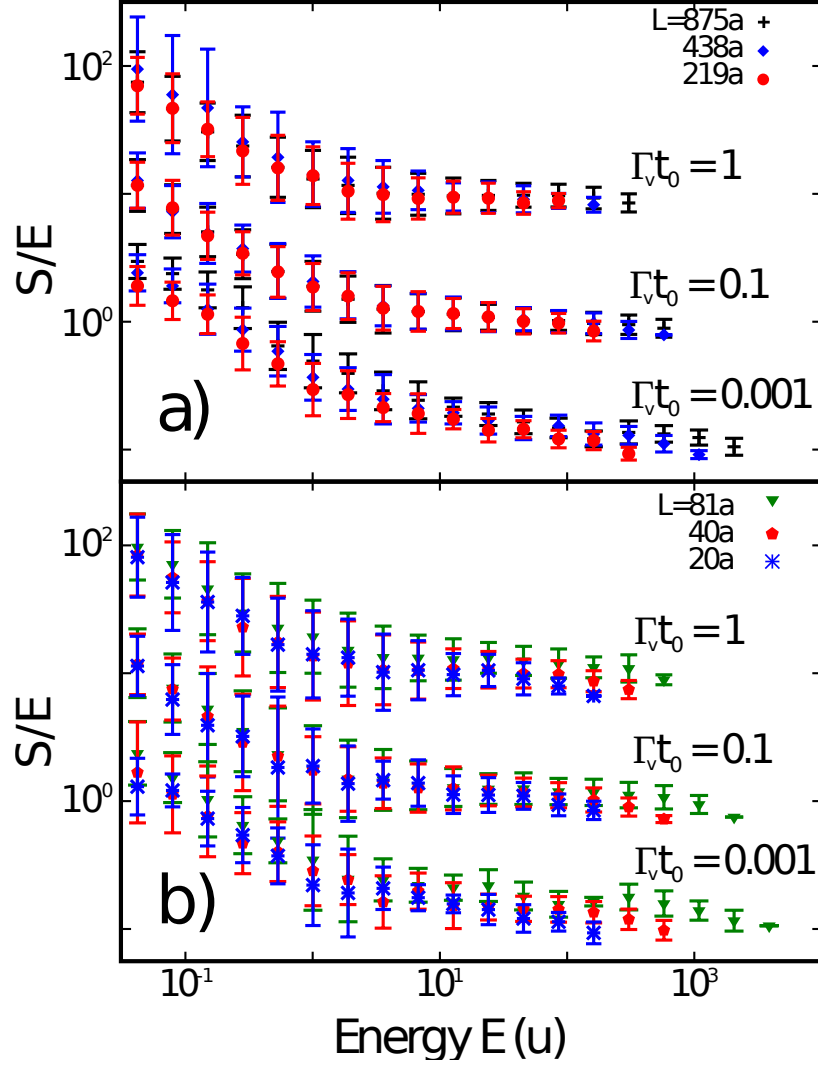 L=875a
438a
219a
10²
Γᵥt₀ = 1
S/E
Γᵥt₀ = 0.1
10⁰
Γᵥt₀ = 0.001
a)
L=81a
40a
20a
10²
Γᵥt₀ = 1
S/E
Γᵥt₀ = 0.1
10⁰
Γᵥt₀ = 0.001
b)
10⁻¹ 10¹ 10³
Energy E (u)